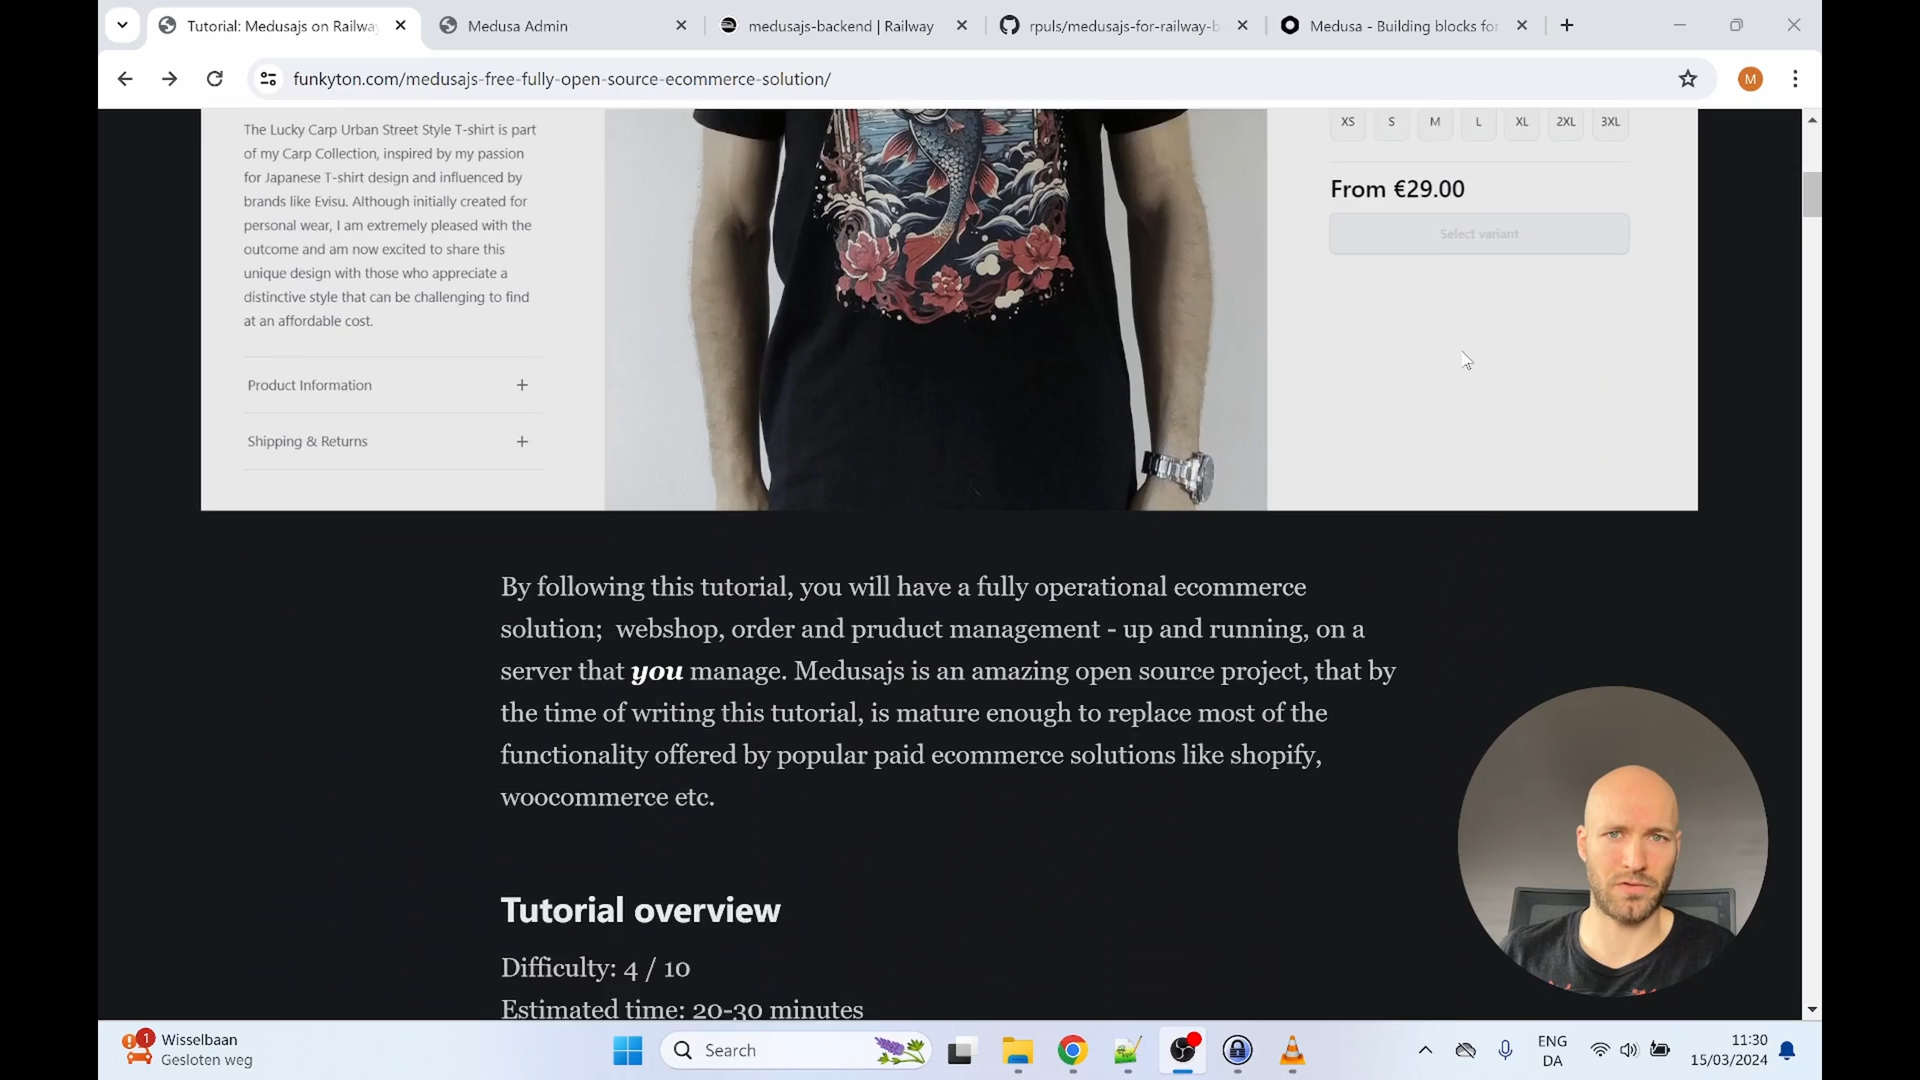 Tutorial: Medusajs on Railway
Medusa Admin
medusajs-backend | Railway
rpuls/medusajs-for-railway-b
Medusa - Building blocks for
funkyton.com/medusajs-free-fully-open-source-ecommerce-solution/
M
The Lucky Carp Urban Street Style T-shirt is part
of my Carp Collection, inspired by my passion
for Japanese T-shirt design and influenced by
brands like Evisu. Although initially created for
personal wear, I am extremely pleased with the
outcome and am now excited to share this
unique design with those who appreciate a
distinctive style that can be challenging to find
at an affordable cost.
Product Information
Shipping & Returns
XS S M L XL 2XL 3XL
From €29.00
Select variant
By following this tutorial, you will have a fully operational ecommerce
solution;  webshop, order and pruduct management - up and running, on a
server that you manage. Medusajs is an amazing open source project, that by
the time of writing this tutorial, is mature enough to replace most of the
functionality offered by popular paid ecommerce solutions like shopify,
woocommerce etc.
Tutorial overview
Difficulty: 4 / 10
Estimated time: 20-30 minutes
1
Wisselbaan
Gesloten weg
Search
ENG
DA
11:30
15/03/2024